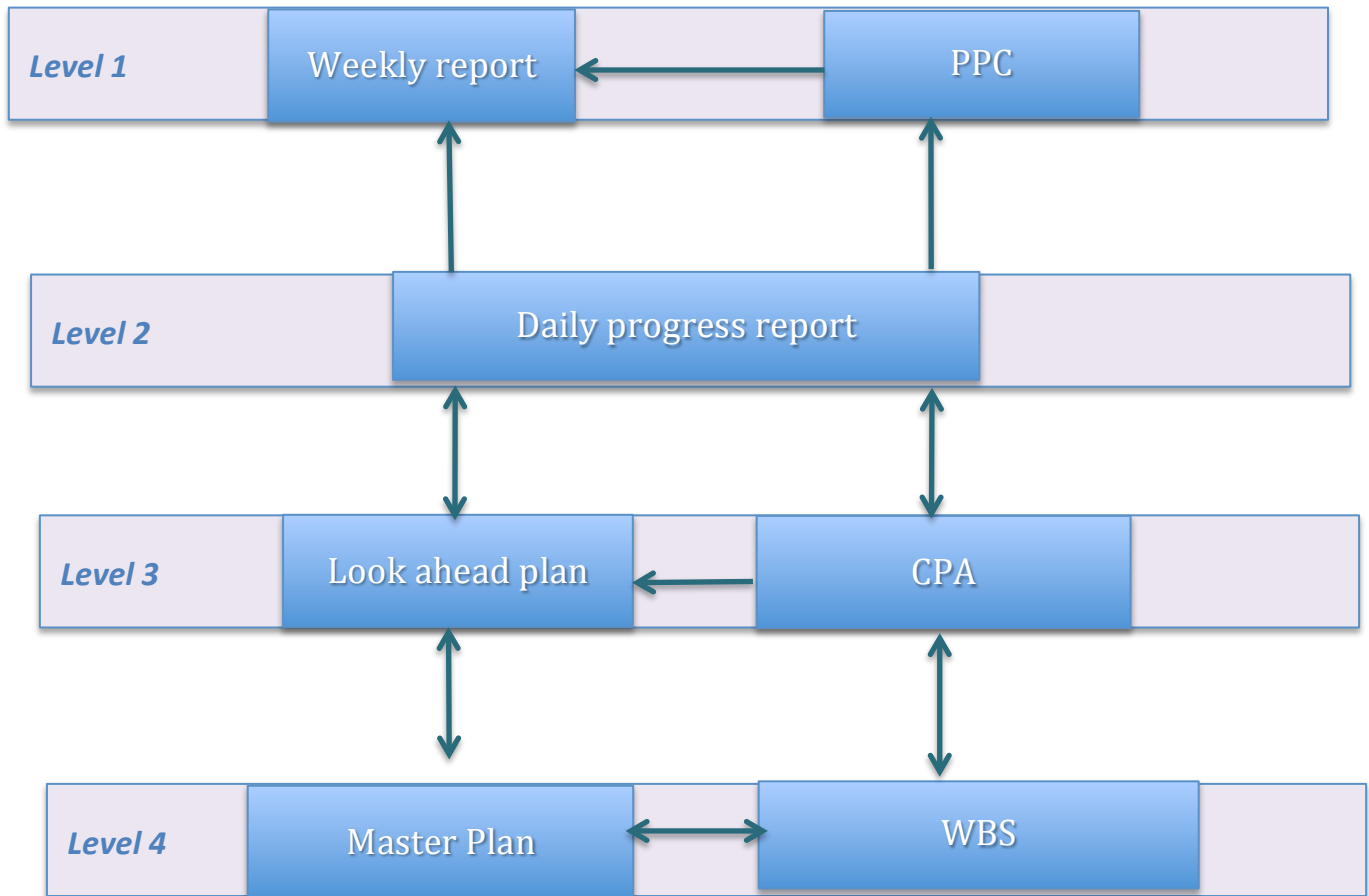 Level 1
Weekly report
PPC
Level 2
Daily progress report
Level 3
Look ahead plan
CPA
Level 4
Master Plan
WBS